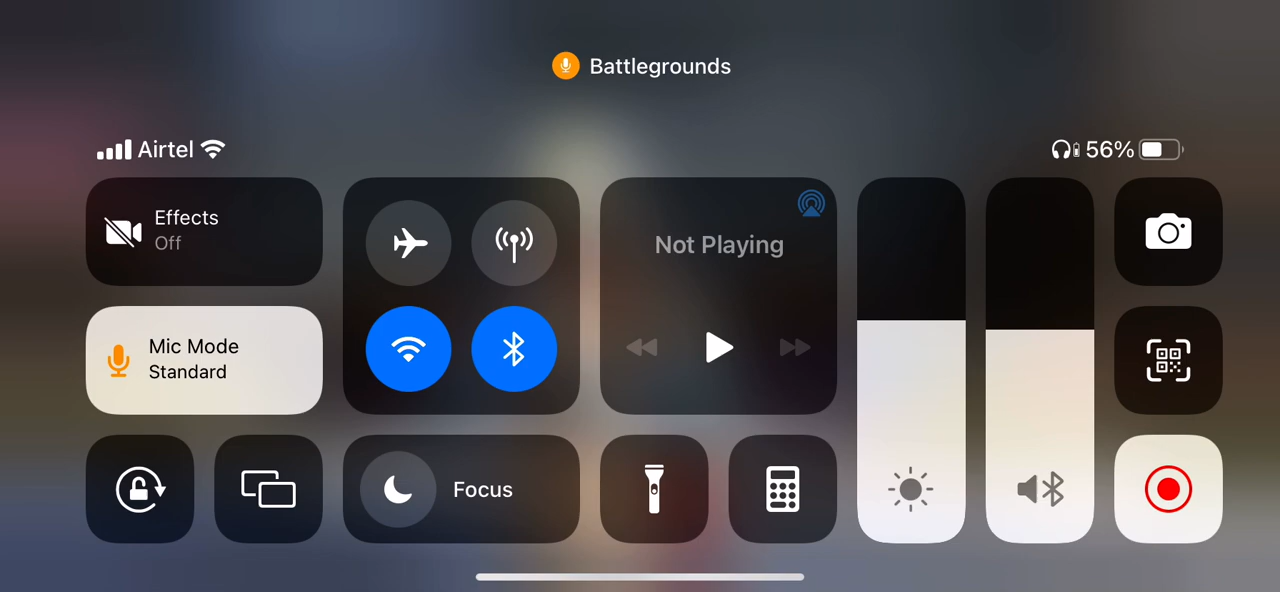 Battlegrounds
Airtel
56%
Effects
Off
Not Playing
Mic Mode
Standard
Focus